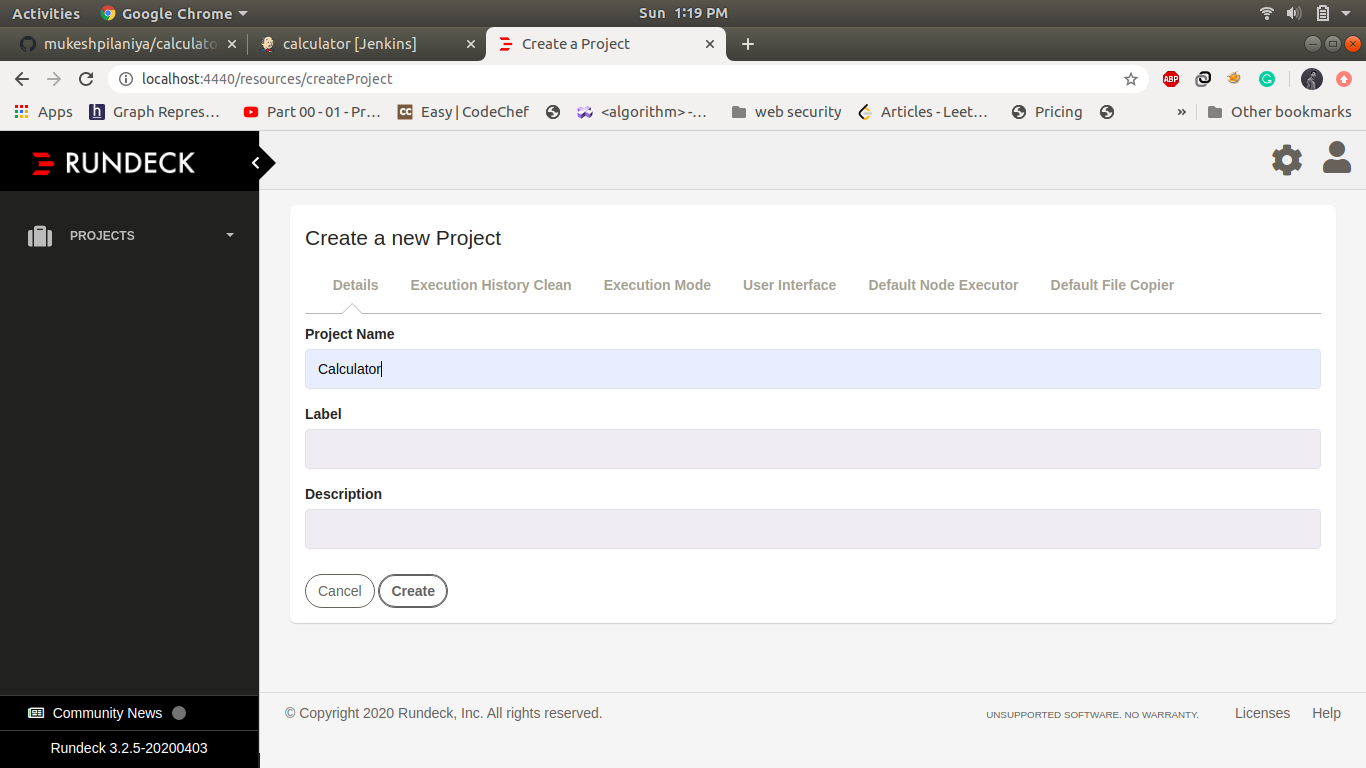 Activities Google Chrome Sun 1:19 PM
mukeshpilaniya/calculato calculator [Jenkins] Create a Project
localhost:4440/resources/createProject ABP
Apps h Graph Repres... Part 00 - 01 - Pr... CC Easy | CodeChef <algorithm> -... web security Articles - Leet... Pricing » Other bookmarks
RUNDECK
PROJECTS
Create a new Project
Details Execution History Clean Execution Mode User Interface Default Node Executor Default File Copier
Project Name
Calculator
Label
Description
Cancel Create
Community News
Rundeck 3.2.5-20200403
© Copyright 2020 Rundeck, Inc. All rights reserved. UNSUPPORTED SOFTWARE. NO WARRANTY. Licenses Help